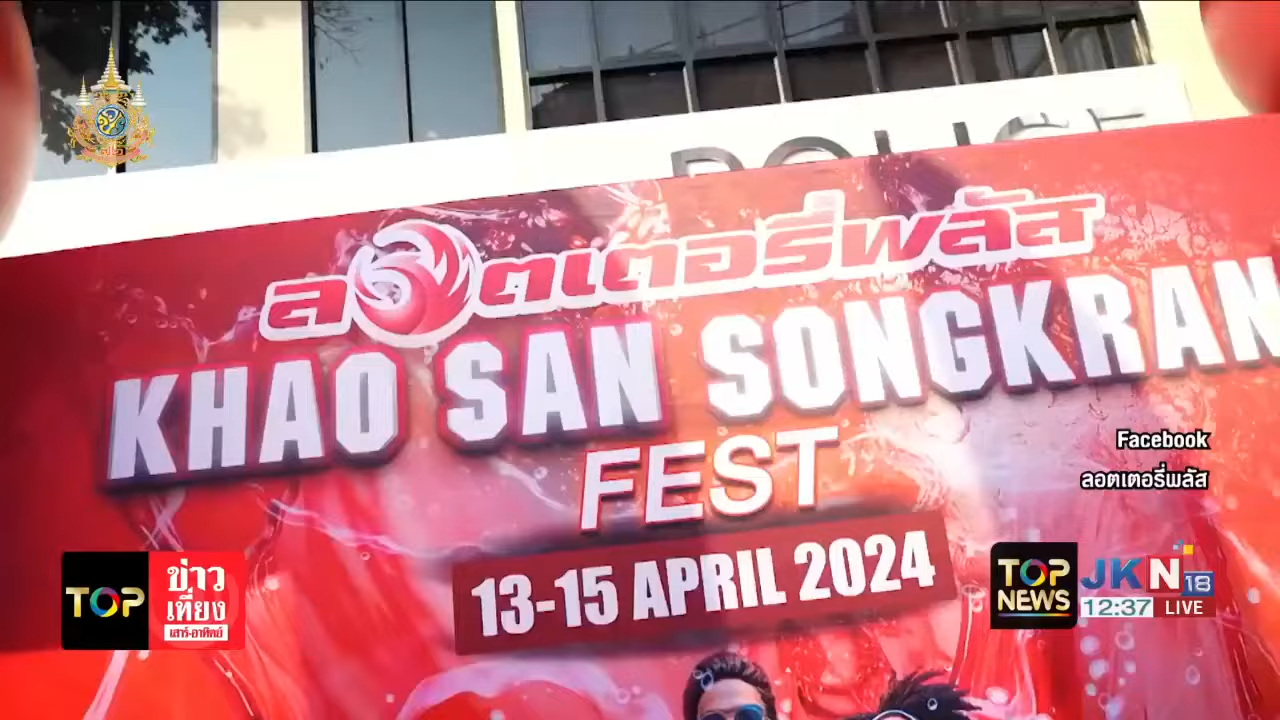 POLICE
ลอตเตอรี่พลัส
KHAO SAN SONGKRAN
FEST
13-15 APRIL 2024
Facebook
ลอตเตอรี่พลัส
TOP
ข่าว
เที่ยง
เสาร์-อาทิตย์
TOP
NEWS
JKN18
12:37 LIVE